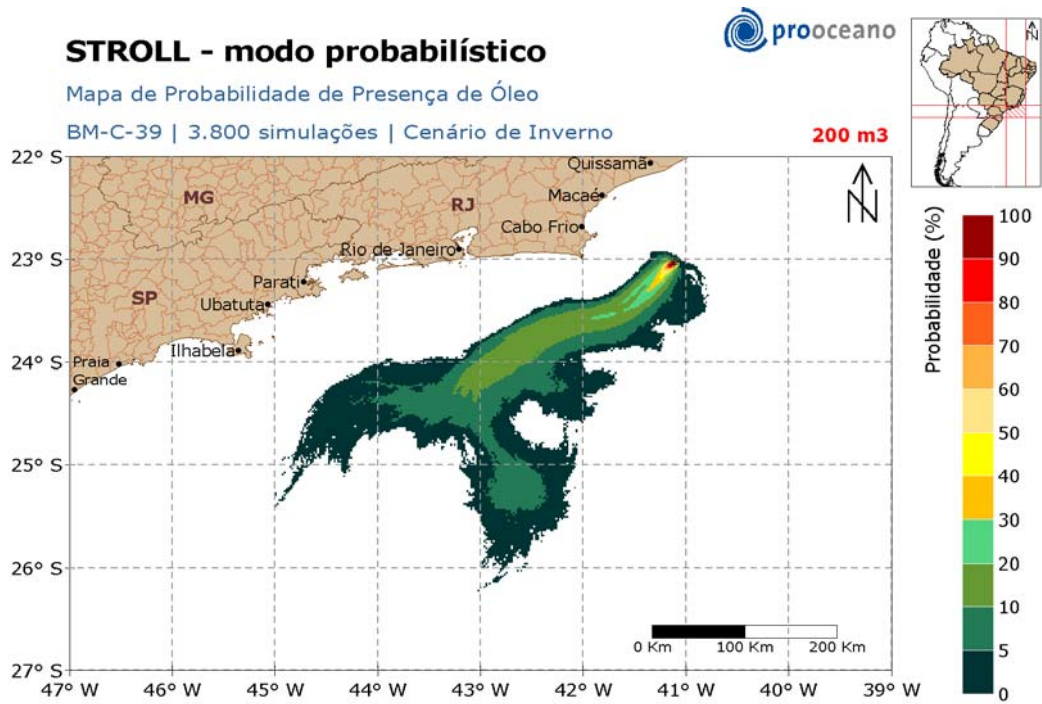 prooceano
STROLL - modo probabilístico
Mapa de Probabilidade de Presença de Óleo
BM-C-39 | 3.800 simulações | Cenário de Inverno
200 m3
N
22° S
23° S
24° S
25° S
26° S
27° S
47° W
46° W
45° W
44° W
43° W
42° W
41° W
40° W
39° W
MG
RJ
SP
Quissamã
Macaé
Cabo Frio
Rio de Janeiro
Parati
Ubatuta
Ilhabela
Praia
Grande
N
0 Km
100 Km
200 Km
Probabilidade (%)
100
90
80
70
60
50
40
30
20
10
5
0